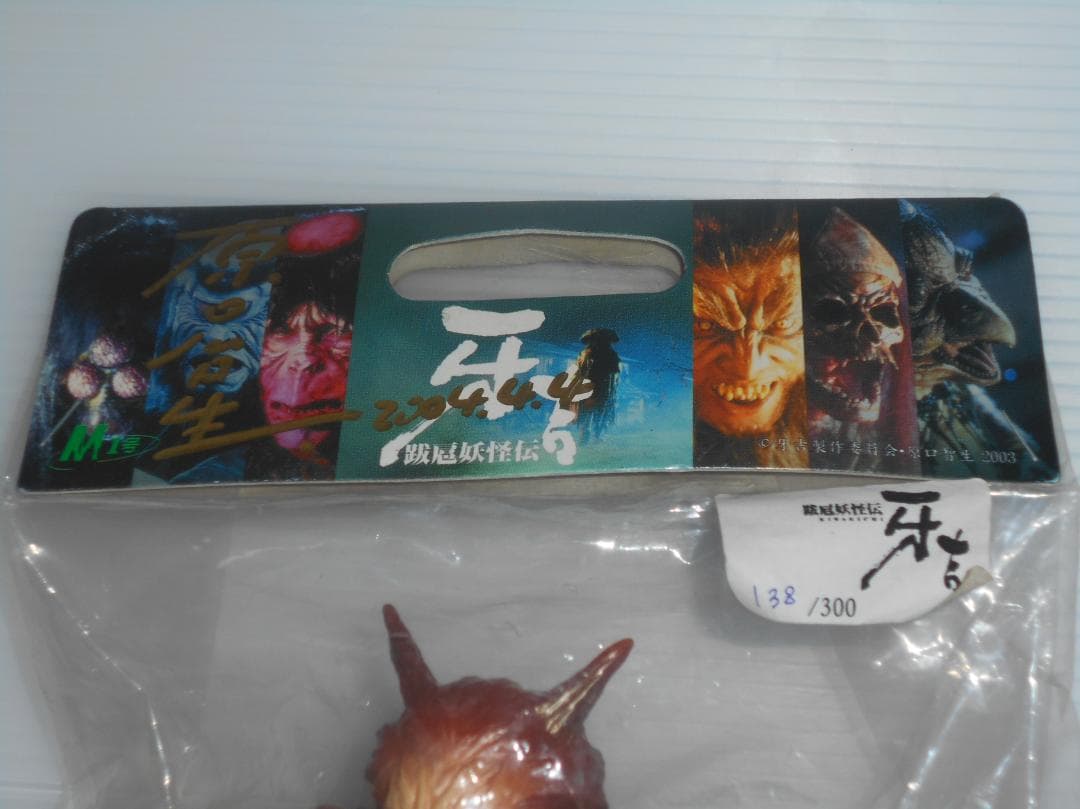 原口智生
2004.4.4
M1号
牙吉
跋扈妖怪伝
©牙吉製作委員会・原口智生 2003
跋扈妖怪伝
KIBAKICHI
牙吉
138/300